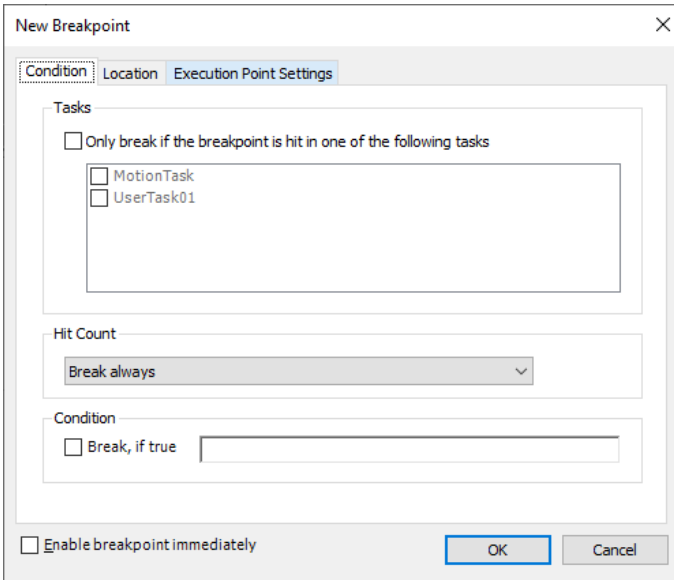 New Breakpoint
Condition Location Execution Point Settings
Tasks
Only break if the breakpoint is hit in one of the following tasks
MotionTask
UserTask01
Hit Count
Break always
Condition
Break, if true
Enable breakpoint immediately OK Cancel